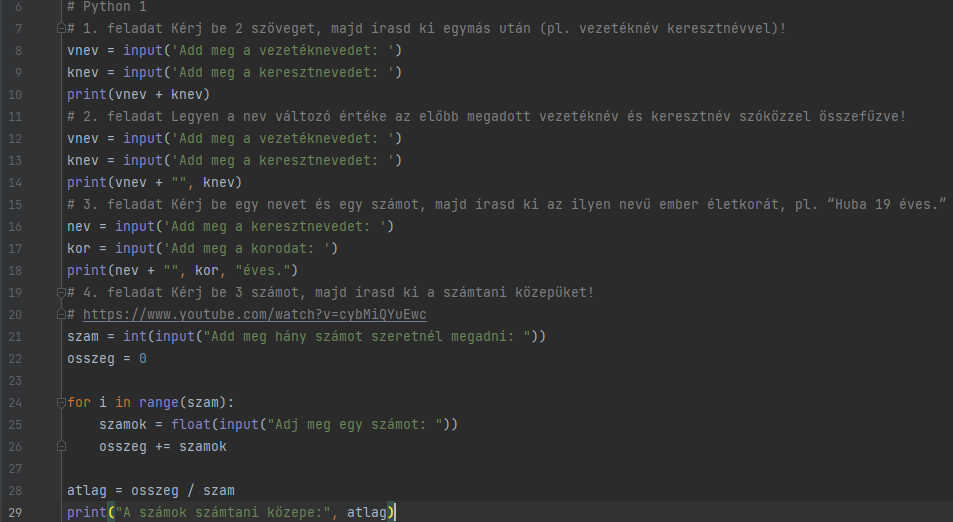 6 # Python 1
7 # 1. feladat Kérj be 2 szöveget, majd írasd ki egymás után (pl. vezetéknév keresztnévvel)!
8 vnev = input('Add meg a vezetéknevedet: ')
9 knev = input('Add meg a keresztnevedet: ')
10 print(vnev + knev)
11 # 2. feladat Legyen a nev változó értéke az előbb megadott vezetéknév és keresztnév szóközzel összefűzve!
12 vnev = input('Add meg a vezetéknevedet: ')
13 knev = input('Add meg a keresztnevedet: ')
14 print(vnev + "", knev)
15 # 3. feladat Kérj be egy nevet és egy számot, majd írasd ki az ilyen nevű ember életkorát, pl. “Huba 19 éves.”
16 nev = input('Add meg a keresztnevedet: ')
17 kor = input('Add meg a korodat: ')
18 print(nev + "", kor, "éves.")
19 # 4. feladat Kérj be 3 számot, majd írasd ki a számtani közepüket!
20 # https://www.youtube.com/watch?v=cybMiQYuEwc
21 szam = int(input("Add meg hány számot szeretnél megadni: "))
22 osszeg = 0
23
24 for i in range(szam):
25     szamok = float(input("Adj meg egy számot: "))
26     osszeg += szamok
27
28 atlag = osszeg / szam
29 print("A számok számtani közepe:", atlag)